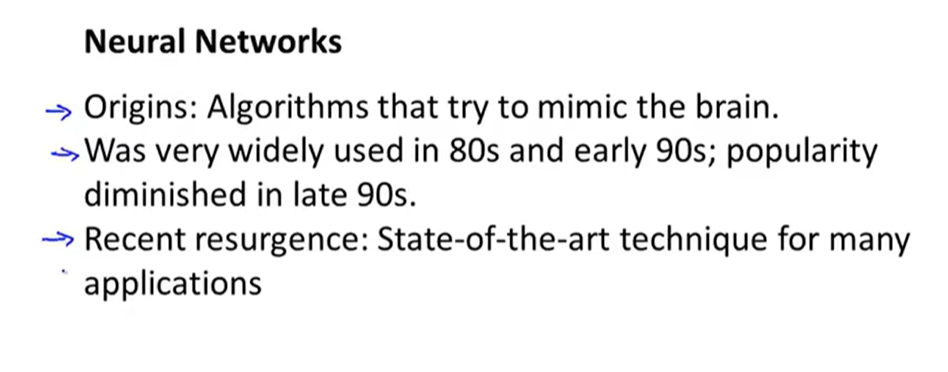 Neural Networks
→ Origins: Algorithms that try to mimic the brain.
→ Was very widely used in 80s and early 90s; popularity
diminished in late 90s.
→ Recent resurgence: State-of-the-art technique for many
applications